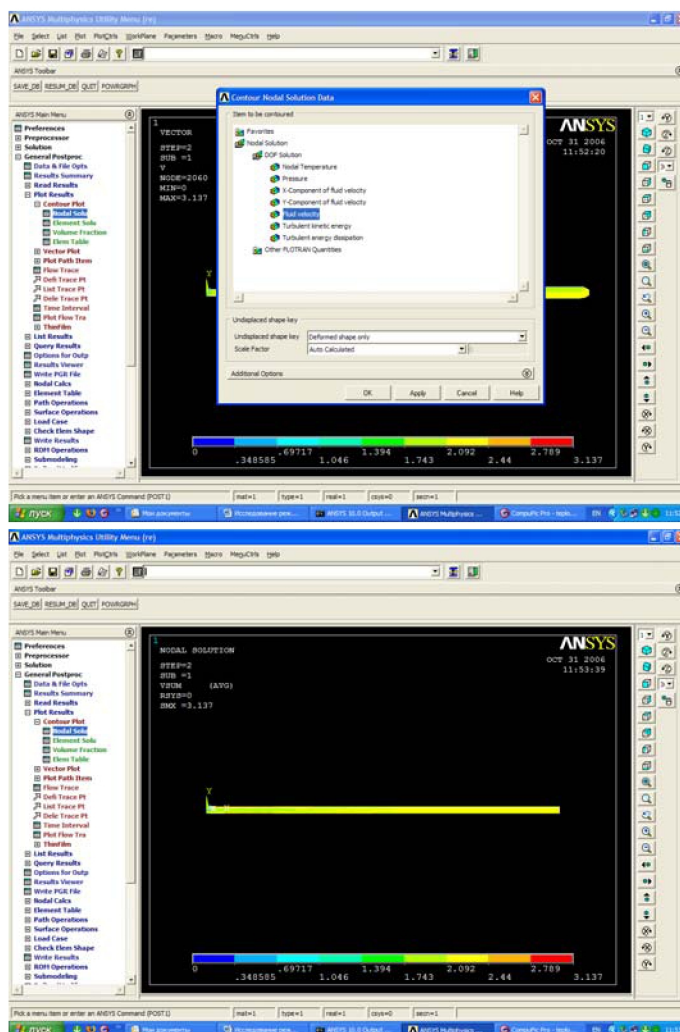 ANSYS Multiphysics Utility Menu (re)
File Select List Plot PlotCtrls WorkPlane Parameters Macro MenuCtrls Help
ANSYS Toolbar
SAVE_DB RESUM_DB QUIT POWRGRPH
ANSYS Main Menu
Preferences
Preprocessor
Solution
General Postproc
Data & File Opts
Results Summary
Read Results
Plot Results
Contour Plot
Nodal Solu
Element Solu
Volume Fraction
Elem Table
Vector Plot
Plot Path Item
Flow Trace
Defi Trace Pt
List Trace Pt
Dele Trace Pt
Time Interval
Plot Flow Tra
ThinFilm
List Results
Query Results
Options for Outp
Results Viewer
Write PGR File
Nodal Calcs
Element Table
Path Operations
Surface Operations
Load Case
Check Elem Shape
Write Results
ROM Operations
Submodeling
1
VECTOR
STEP=2
SUB =1
V
NODE=2060
MIN=0
MAX=3.137
ANSYS
OCT 31 2006
11:52:20
Y
Contour Nodal Solution Data
Item to be contoured
Favorites
Nodal Solution
DOF Solution
Nodal Temperature
Pressure
X-Component of fluid velocity
Y-Component of fluid velocity
Fluid velocity
Turbulent kinetic energy
Turbulent energy dissipation
Other FLOTRAN Quantities
Undisplaced shape key
Undisplaced shape key Deformed shape only
Scale Factor Auto Calculated
Additional Options
OK Apply Cancel Help
0 .69717 1.394 2.092 2.789
.348585 1.046 1.743 2.44 3.137
Pick a menu item or enter an ANSYS Command (POST1)
mat=1 type=1 real=1 csys=0 secn=1
пуск Мои документы Исследование реж... ANSYS 10.0 Output ... ANSYS Multiphysics ... EN
ANSYS Multiphysics Utility Menu (re)
File Select List Plot PlotCtrls WorkPlane Parameters Macro MenuCtrls Help
ANSYS Toolbar
SAVE_DB RESUM_DB QUIT POWRGRPH
ANSYS Main Menu
Preferences
Preprocessor
Solution
General Postproc
Data & File Opts
Results Summary
Read Results
Plot Results
Contour Plot
Nodal Solu
Element Solu
Volume Fraction
Elem Table
Vector Plot
Plot Path Item
Flow Trace
Defi Trace Pt
List Trace Pt
Dele Trace Pt
Time Interval
Plot Flow Tra
ThinFilm
List Results
Query Results
Options for Outp
Results Viewer
Write PGR File
Nodal Calcs
Element Table
Path Operations
Surface Operations
Load Case
Check Elem Shape
Write Results
ROM Operations
Submodeling
1
NODAL SOLUTION
STEP=2
SUB =1
VSUM (AVG)
RSYS=0
SMX =3.137
ANSYS
OCT 31 2006
11:53:39
Y
0 .69717 1.394 2.092 2.789
.348585 1.046 1.743 2.44 3.137
Pick a menu item or enter an ANSYS Command (POST1)
mat=1 type=1 real=1 csys=0 secn=1